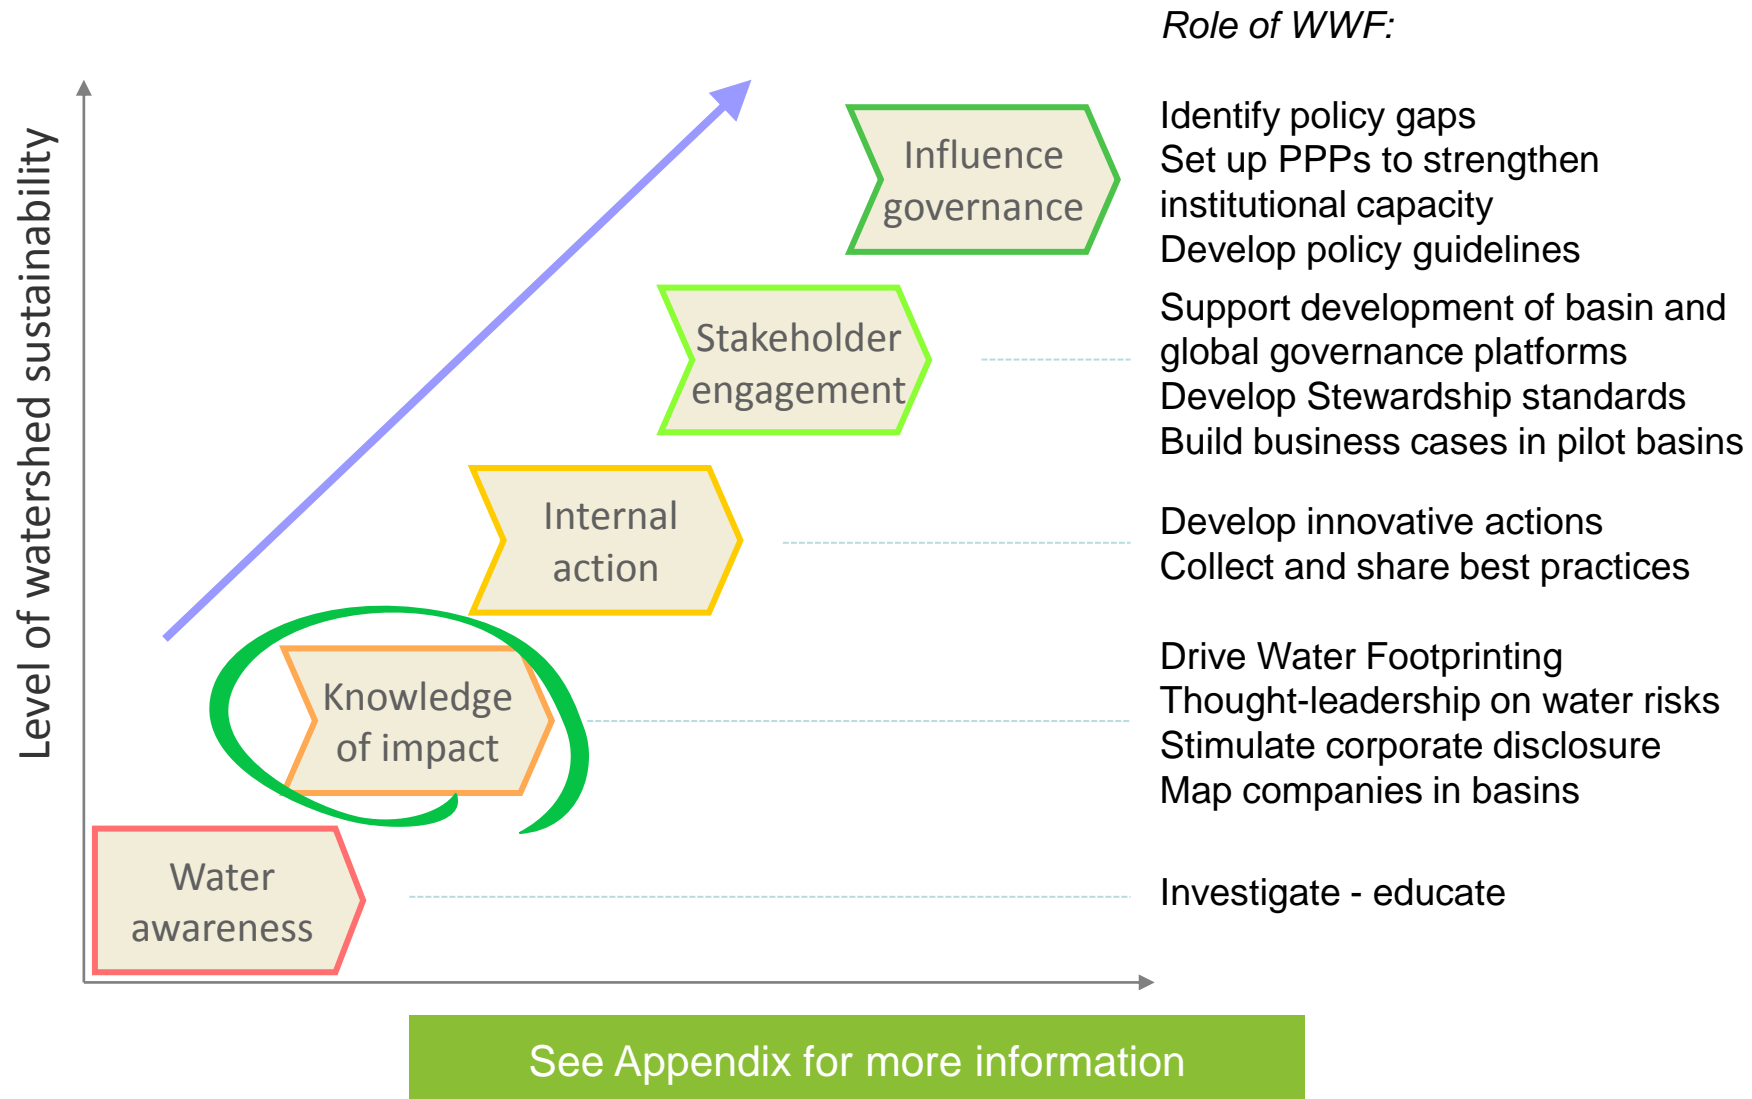 Role of WWF:
Level of watershed sustainability
Influence
governance
Identify policy gaps
Set up PPPs to strengthen
institutional capacity
Develop policy guidelines
Stakeholder
engagement
Support development of basin and
global governance platforms
Develop Stewardship standards
Build business cases in pilot basins
Internal
action
Develop innovative actions
Collect and share best practices
Knowledge
of impact
Drive Water Footprinting
Thought-leadership on water risks
Stimulate corporate disclosure
Map companies in basins
Water
awareness
Investigate - educate
See Appendix for more information